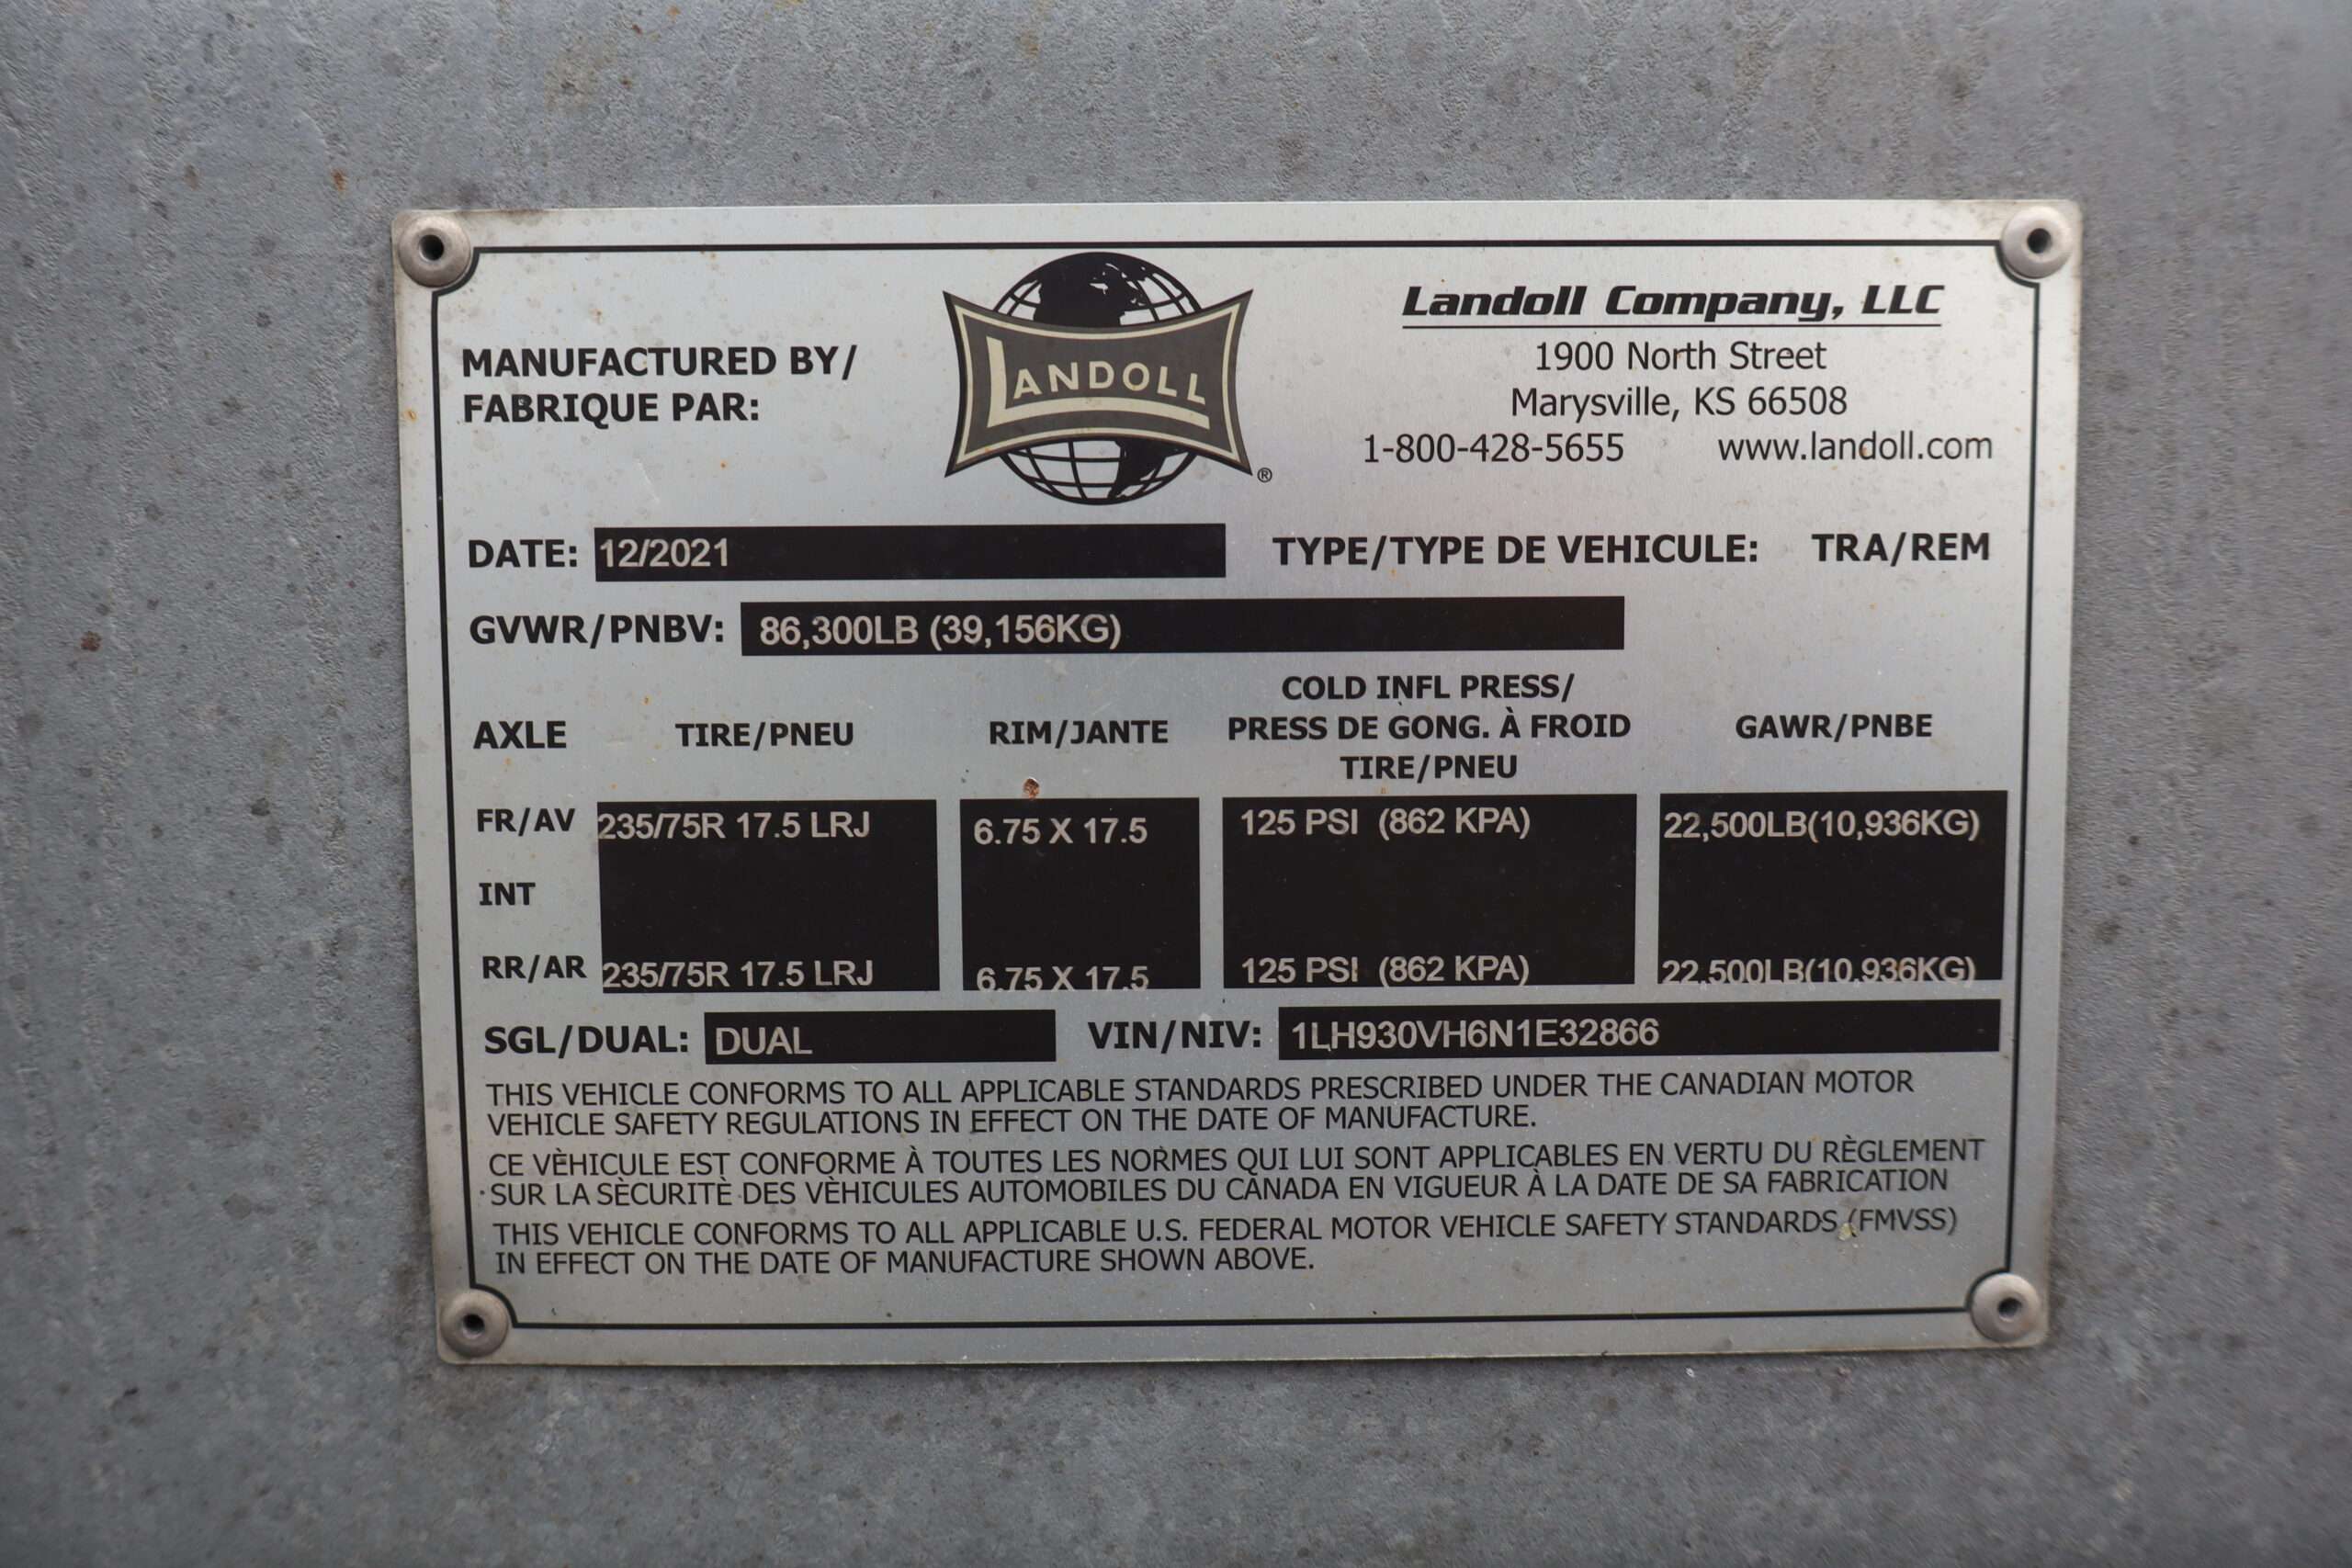 MANUFACTURED BY/
FABRIQUE PAR:
LANDOLL
®
Landoll Company, LLC
1900 North Street
Marysville, KS 66508
1-800-428-5655 www.landoll.com
DATE: 12/2021 TYPE/TYPE DE VEHICULE: TRA/REM
GVWR/PNBV: 86,300LB (39,156KG)
AXLE TIRE/PNEU RIM/JANTE COLD INFL PRESS/
PRESS DE GONG. À FROID
TIRE/PNEU GAWR/PNBE
FR/AV 235/75R 17.5 LRJ 6.75 X 17.5 125 PSI (862 KPA) 22,500LB(10,936KG)
INT
RR/AR 235/75R 17.5 LRJ 6.75 X 17.5 125 PSI (862 KPA) 22,500LB(10,936KG)
SGL/DUAL: DUAL VIN/NIV: 1LH930VH6N1E32866
THIS VEHICLE CONFORMS TO ALL APPLICABLE STANDARDS PRESCRIBED UNDER THE CANADIAN MOTOR
VEHICLE SAFETY REGULATIONS IN EFFECT ON THE DATE OF MANUFACTURE.
CE VÈHICULE EST CONFORME À TOUTES LES NORMES QUI LUI SONT APPLICABLES EN VERTU DU RÈGLEMENT
SUR LA SÈCURITÈ DES VÈHICULES AUTOMOBILES DU CANADA EN VIGUEUR À LA DATE DE SA FABRICATION
THIS VEHICLE CONFORMS TO ALL APPLICABLE U.S. FEDERAL MOTOR VEHICLE SAFETY STANDARDS (FMVSS)
IN EFFECT ON THE DATE OF MANUFACTURE SHOWN ABOVE.